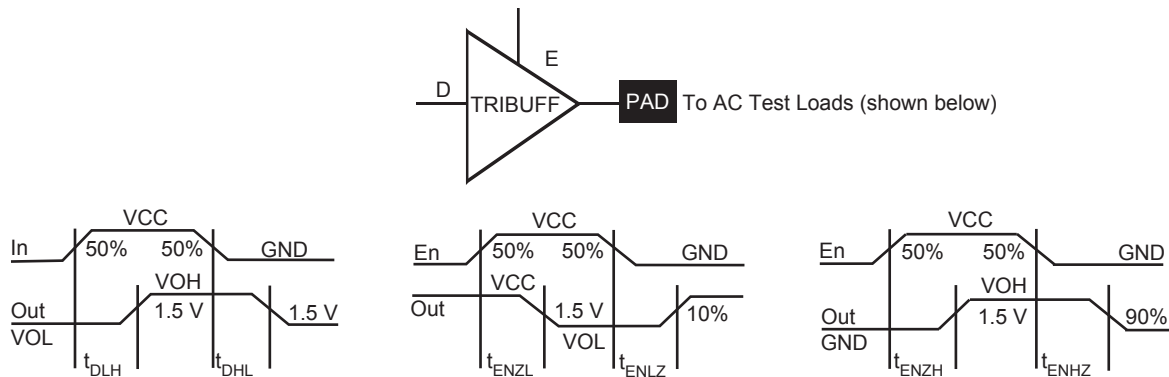 E
D
TRIBUFF
PAD
To AC Test Loads (shown below)
VCC
In
50%
50%
GND
VOH
Out
1.5 V
1.5 V
VOL
tDLH
tDHL
VCC
En
50%
50%
GND
VCC
Out
1.5 V
10%
VOL
tENZL
tENLZ
VCC
En
50%
50%
GND
VOH
Out
1.5 V
90%
GND
tENZH
tENHZ